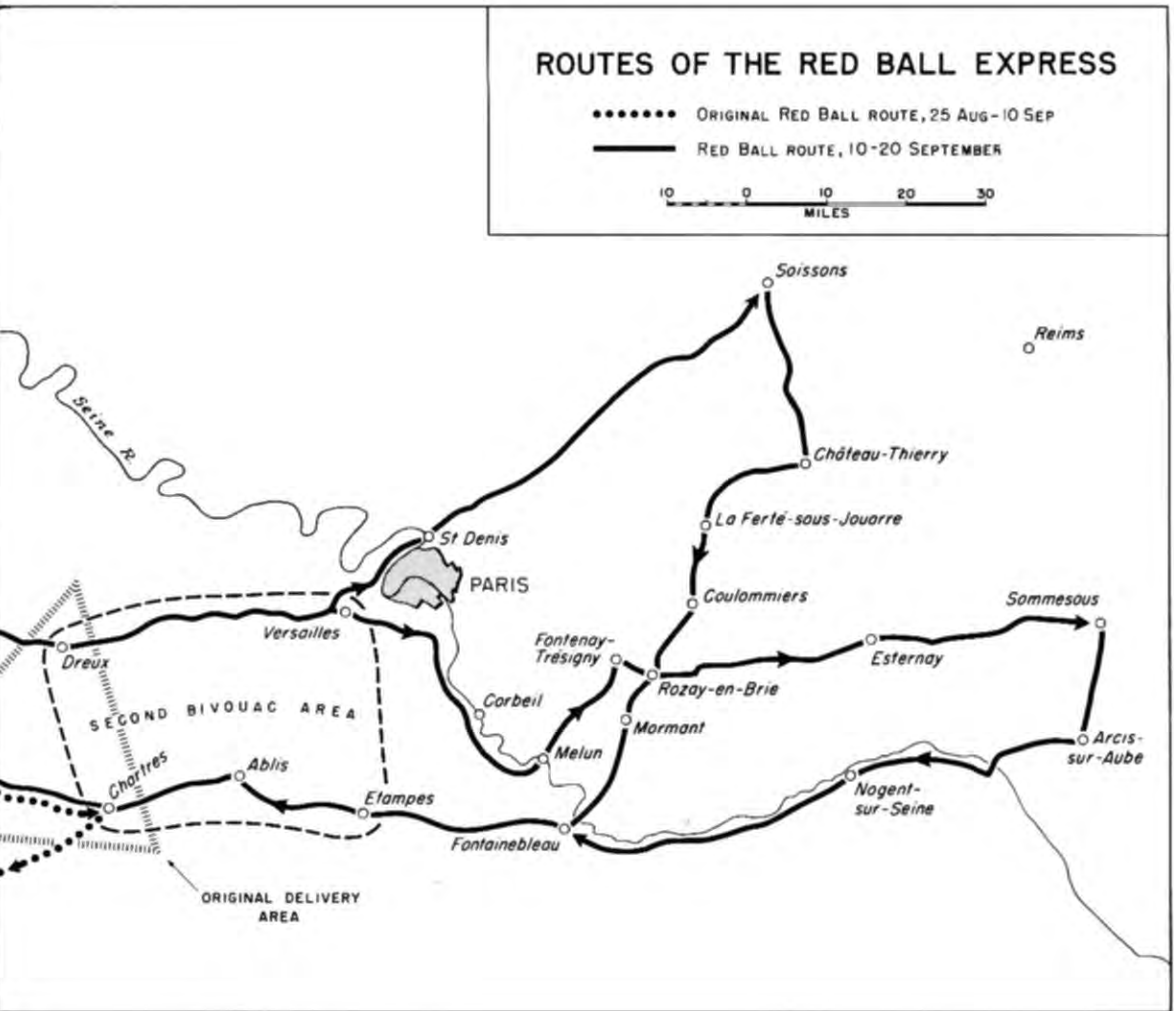 ROUTES OF THE RED BALL EXPRESS
ORIGINAL RED BALL ROUTE, 25 AUG-10 SEP
RED BALL ROUTE, 10-20 SEPTEMBER
10 0 10 20 30
MILES
Soissons
Reims
Seine R.
Château-Thierry
La Ferté-sous-Jouarre
St Denis
PARIS
Coulommiers
Sommesous
Versailles
Fontenay-
Trésigny
Esternay
Dreux
Rozay-en-Brie
SECOND BIVOUAC AREA
Corbeil
Mormant
Melun
Arcis-
sur-Aube
Chartres
Ablis
Etampes
Nogent-
sur-Seine
Fontainebleau
ORIGINAL DELIVERY
AREA